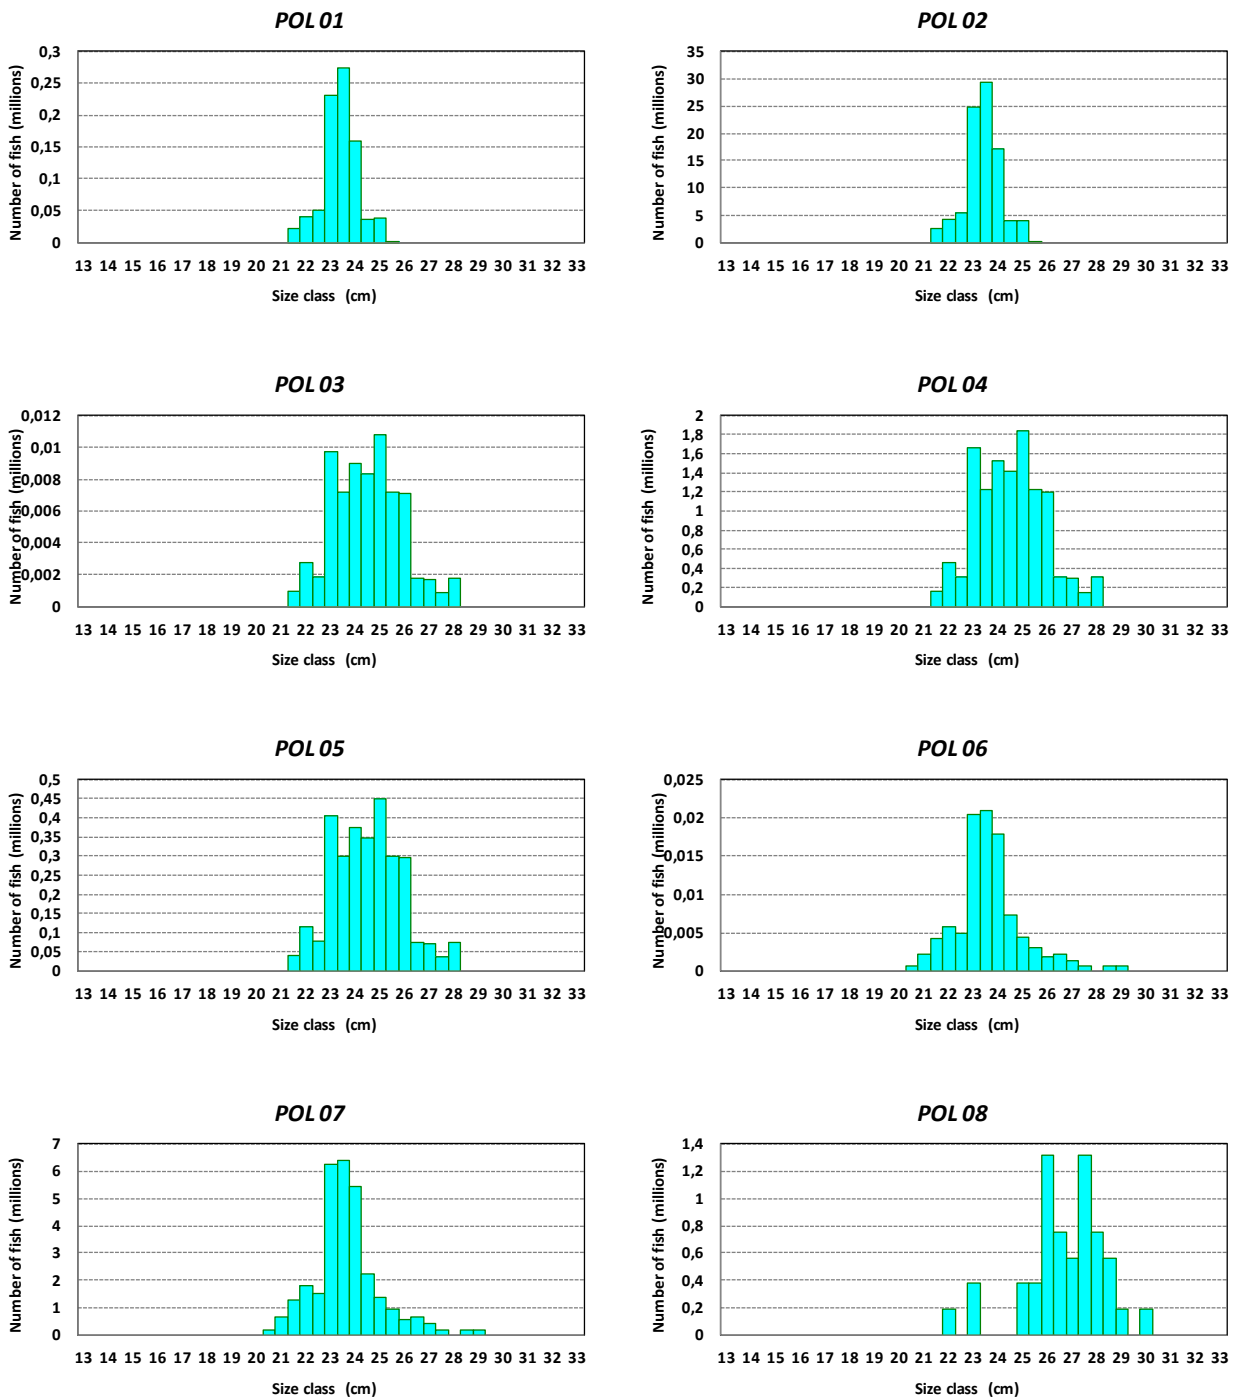 POL 01
Number of fish (millions)
0,3
0,25
0,2
0,15
0,1
0,05
0
13 14 15 16 17 18 19 20 21 22 23 24 25 26 27 28 29 30 31 32 33
Size class (cm)
POL 02
Number of fish (millions)
35
30
25
20
15
10
5
0
13 14 15 16 17 18 19 20 21 22 23 24 25 26 27 28 29 30 31 32 33
Size class (cm)
POL 03
Number of fish (millions)
0,012
0,01
0,008
0,006
0,004
0,002
0
13 14 15 16 17 18 19 20 21 22 23 24 25 26 27 28 29 30 31 32 33
Size class (cm)
POL 04
Number of fish (millions)
2
1,8
1,6
1,4
1,2
1
0,8
0,6
0,4
0,2
0
13 14 15 16 17 18 19 20 21 22 23 24 25 26 27 28 29 30 31 32 33
Size class (cm)
POL 05
Number of fish (millions)
0,5
0,45
0,4
0,35
0,3
0,25
0,2
0,15
0,1
0,05
0
13 14 15 16 17 18 19 20 21 22 23 24 25 26 27 28 29 30 31 32 33
Size class (cm)
POL 06
Number of fish (millions)
0,025
0,02
0,015
0,01
0,005
0
13 14 15 16 17 18 19 20 21 22 23 24 25 26 27 28 29 30 31 32 33
Size class (cm)
POL 07
Number of fish (millions)
7
6
5
4
3
2
1
0
13 14 15 16 17 18 19 20 21 22 23 24 25 26 27 28 29 30 31 32 33
Size class (cm)
POL 08
Number of fish (millions)
1,4
1,2
1
0,8
0,6
0,4
0,2
0
13 14 15 16 17 18 19 20 21 22 23 24 25 26 27 28 29 30 31 32 33
Size class (cm)